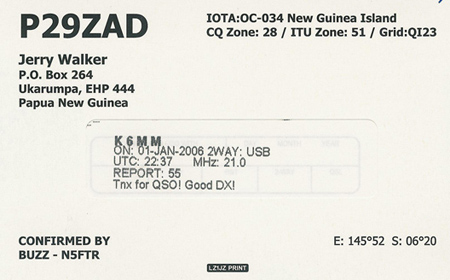 P29ZAD
IOTA:OC-034 New Guinea Island
CQ Zone: 28 / ITU Zone: 51 / Grid:QI23
Jerry Walker
P.O. Box 264
Ukarumpa, EHP 444
Papua New Guinea
K6MM
ON: 01-JAN-2006 2WAY: USB
UTC: 22:37 MHz: 21.0
REPORT: 55
Tnx for QSO! Good DX!
CONFIRMED BY
BUZZ - N5FTR
E: 145°52 S: 06°20
LZ1JZ PRINT